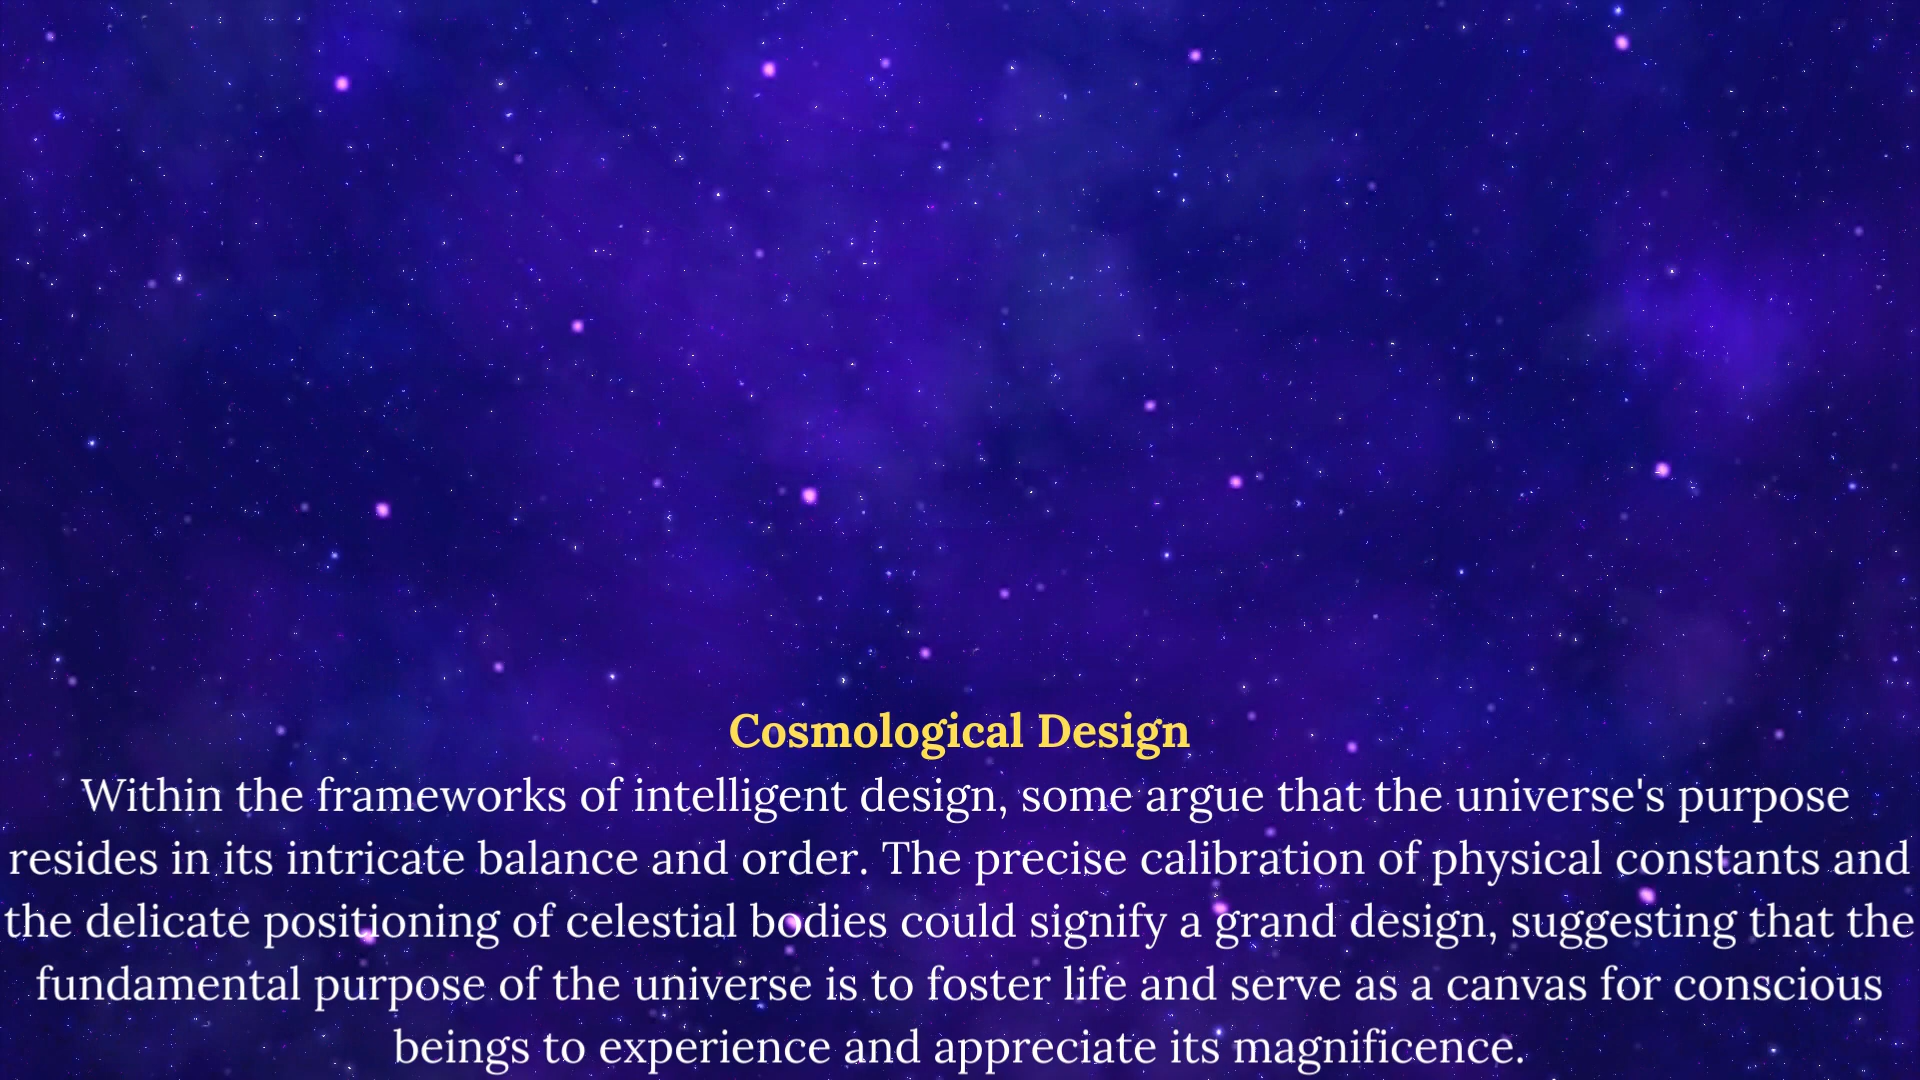 Cosmological Design
Within the frameworks of intelligent design, some argue that the universe's purpose
resides in its intricate balance and order. The precise calibration of physical constants and
the delicate positioning of celestial bodies could signify a grand design, suggesting that the
fundamental purpose of the universe is to foster life and serve as a canvas for conscious
beings to experience and appreciate its magnificence.